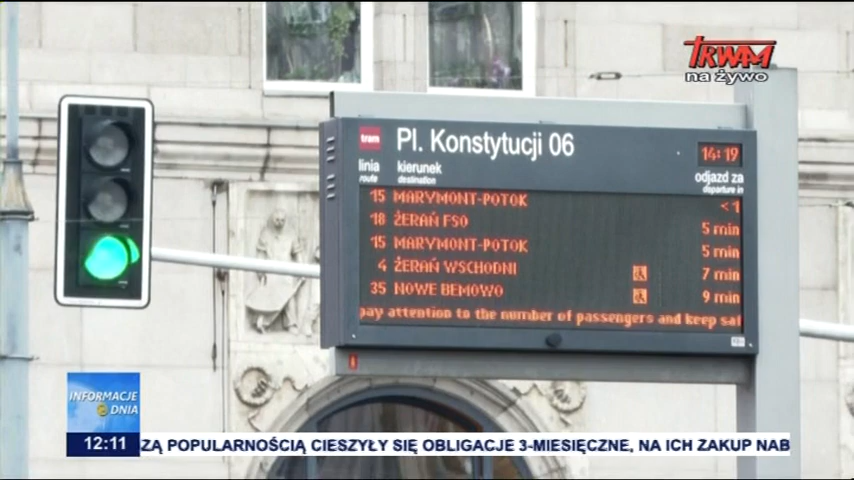 TRWAM
na żywo
tram Pl. Konstytucji 06 14:19
linia kierunek odjazd za
route destination departure in
15 MARYMONT-POTOK <1
18 ŻERAŃ FSO 5 min
15 MARYMONT-POTOK 5 min
4 ŻERAŃ WSCHODNI 7 min
35 NOWE BEMOWO 9 min
pay attention to the number of passengers and keep saf
INFORMACJE
DNIA
12:11 ZĄ POPULARNOŚCIĄ CIESZYŁY SIĘ OBLIGACJE 3-MIESIĘCZNE, NA ICH ZAKUP NAB